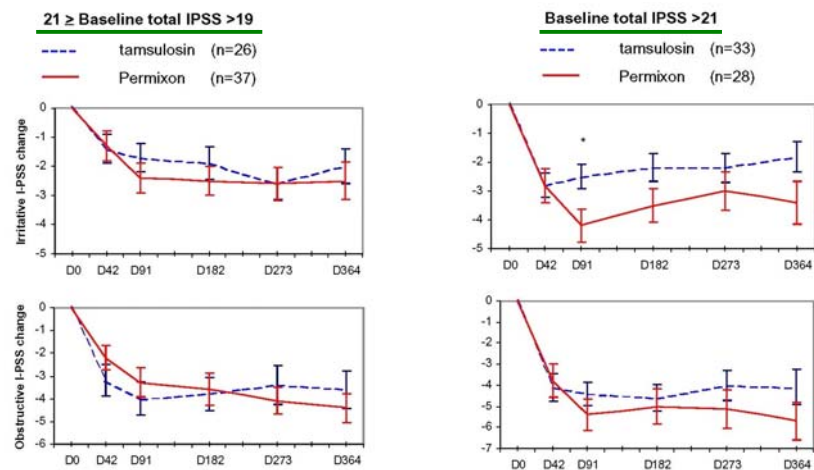 21 ≥ Baseline total IPSS >19
tamsulosin (n=26)
Permixon (n=37)
Baseline total IPSS >21
tamsulosin (n=33)
Permixon (n=28)
Irritative I-PSS change
0
-1
-2
-3
-4
-5
D0 D42 D91 D182 D273 D364
*
0
-1
-2
-3
-4
-5
D0 D42 D91 D182 D273 D364
Obstructive I-PSS change
0
-1
-2
-3
-4
-5
-6
D0 D42 D91 D182 D273 D364
0
-1
-2
-3
-4
-5
-6
-7
D0 D42 D91 D182 D273 D364